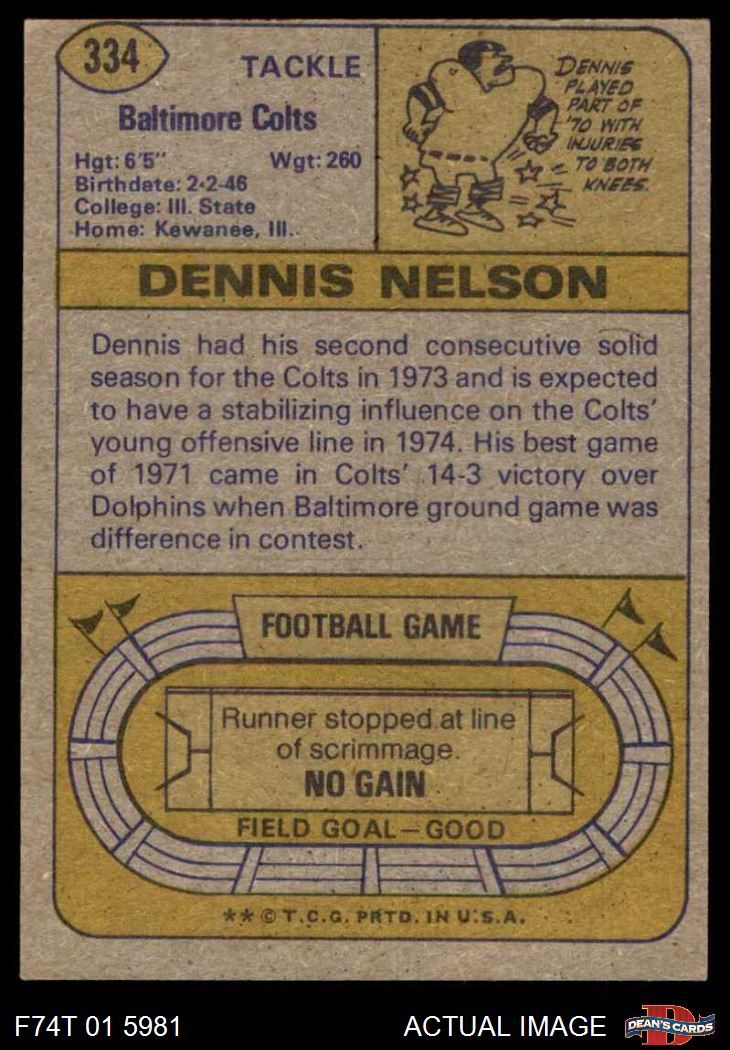 334
TACKLE
Baltimore Colts
Hgt: 6'5" Wgt: 260
Birthdate: 2-2-46
College: Ill. State
Home: Kewanee, Ill.
DENNIS
PLAYED
PART OF
'70 WITH
INJURIES
TO BOTH
KNEES.
DENNIS NELSON
Dennis had his second consecutive solid
season for the Colts in 1973 and is expected
to have a stabilizing influence on the Colts'
young offensive line in 1974. His best game
of 1971 came in Colts' 14-3 victory over
Dolphins when Baltimore ground game was
difference in contest.
FOOTBALL GAME
Runner stopped at line
of scrimmage.
NO GAIN
FIELD GOAL—GOOD
** © T.C.G. PRTD. IN U.S.A.
F74T 01 5981 ACTUAL IMAGE
D
DEAN'S CARDS